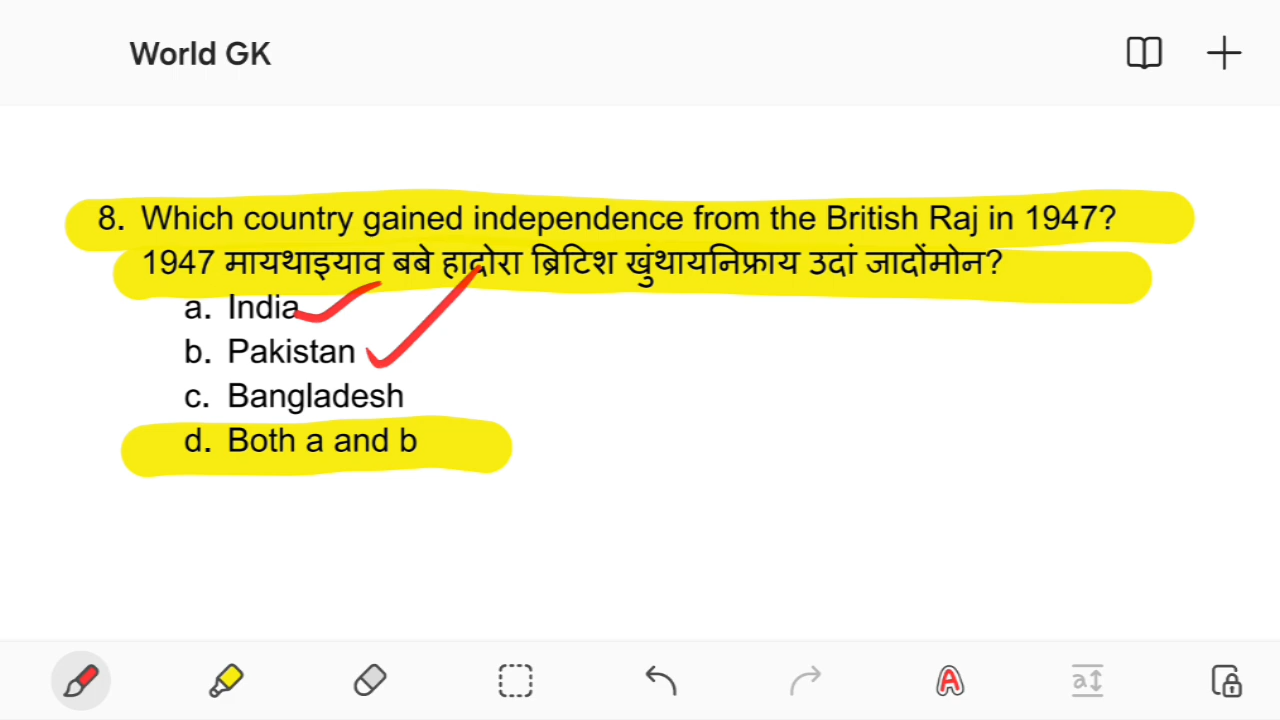 World GK
8. Which country gained independence from the British Raj in 1947?
1947 मायथाइयाव बबे हादोरा ब्रिटिश खुंथायनिफ्राय उदां जादोंमोन?
a. India
b. Pakistan
c. Bangladesh
d. Both a and b
A
a